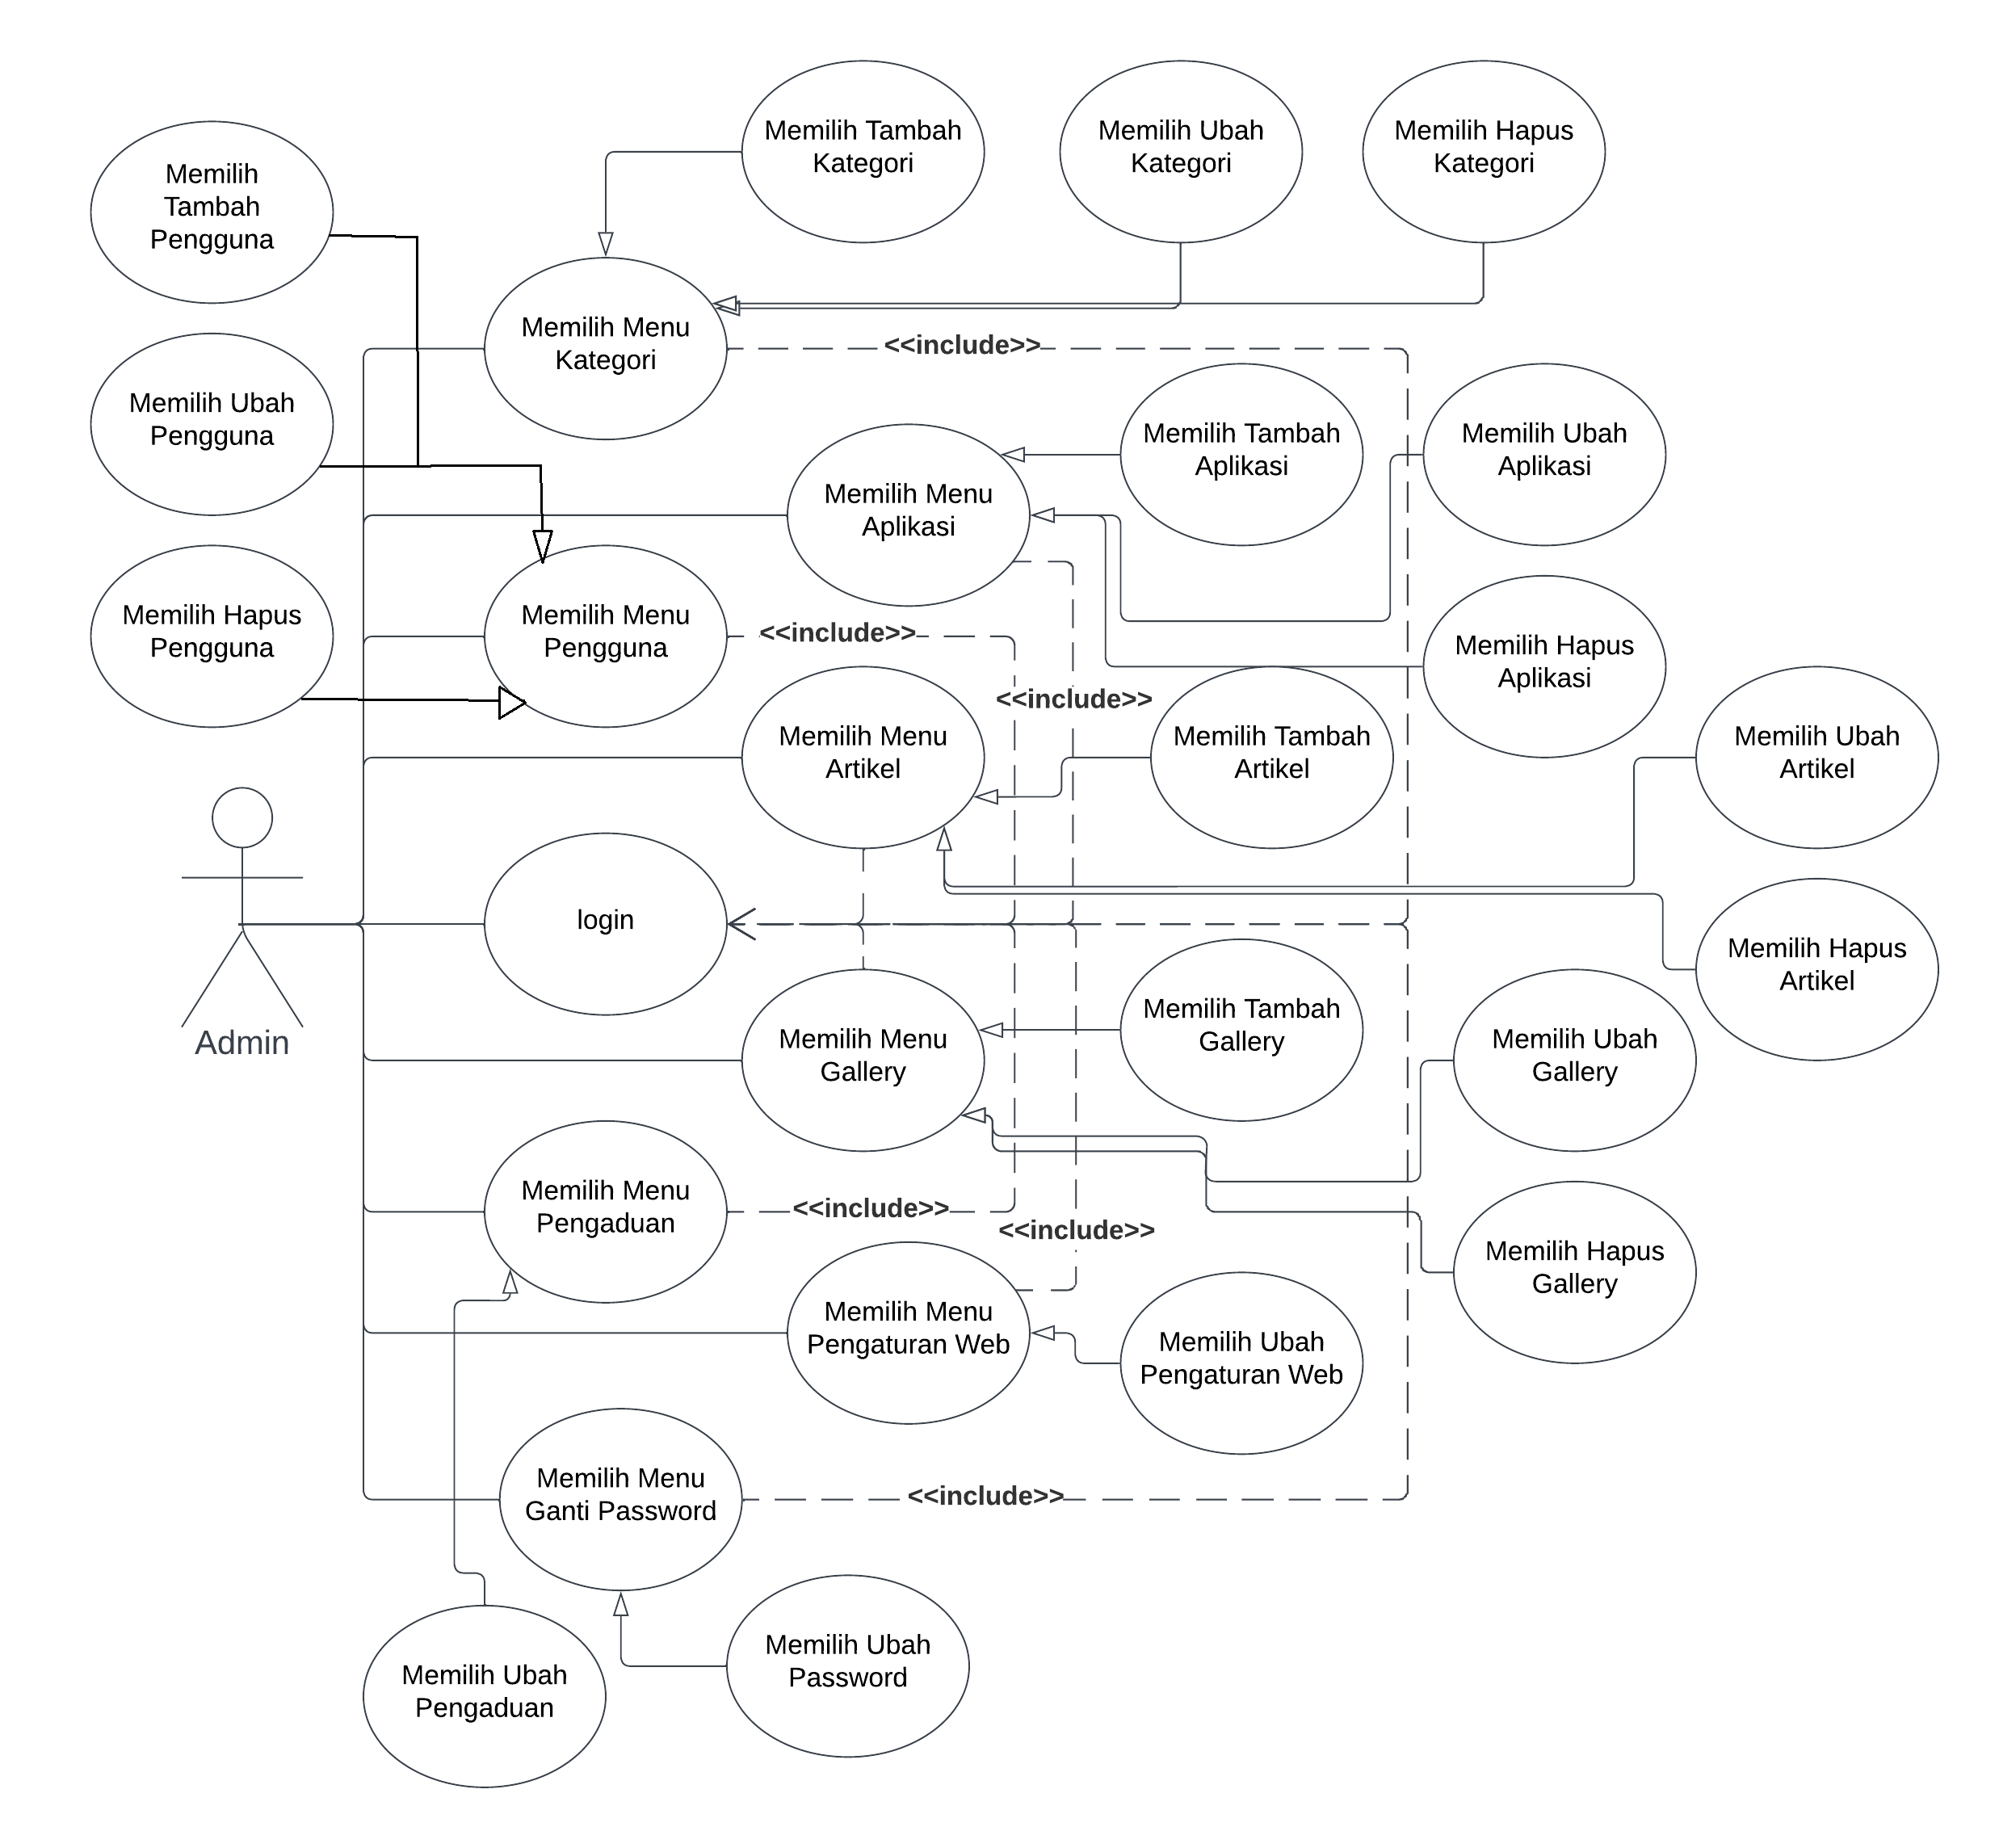 Memilih Tambah
Kategori
Memilih Ubah
Kategori
Memilih Hapus
Kategori
Memilih
Tambah
Pengguna
Memilih Menu
Kategori
<<include>>
Memilih Ubah
Pengguna
Memilih Tambah
Aplikasi
Memilih Ubah
Aplikasi
Memilih Menu
Aplikasi
Memilih Hapus
Pengguna
Memilih Menu
Pengguna
<<include>>
Memilih Hapus
Aplikasi
<<include>>
Memilih Menu
Artikel
Memilih Tambah
Artikel
Memilih Ubah
Artikel
login
Memilih Hapus
Artikel
Admin
Memilih Menu
Gallery
Memilih Tambah
Gallery
Memilih Ubah
Gallery
Memilih Menu
Pengaduan
<<include>>
<<include>>
Memilih Hapus
Gallery
Memilih Menu
Pengaturan Web
Memilih Ubah
Pengaturan Web
Memilih Menu
Ganti Password
<<include>>
Memilih Ubah
Pengaduan
Memilih Ubah
Password